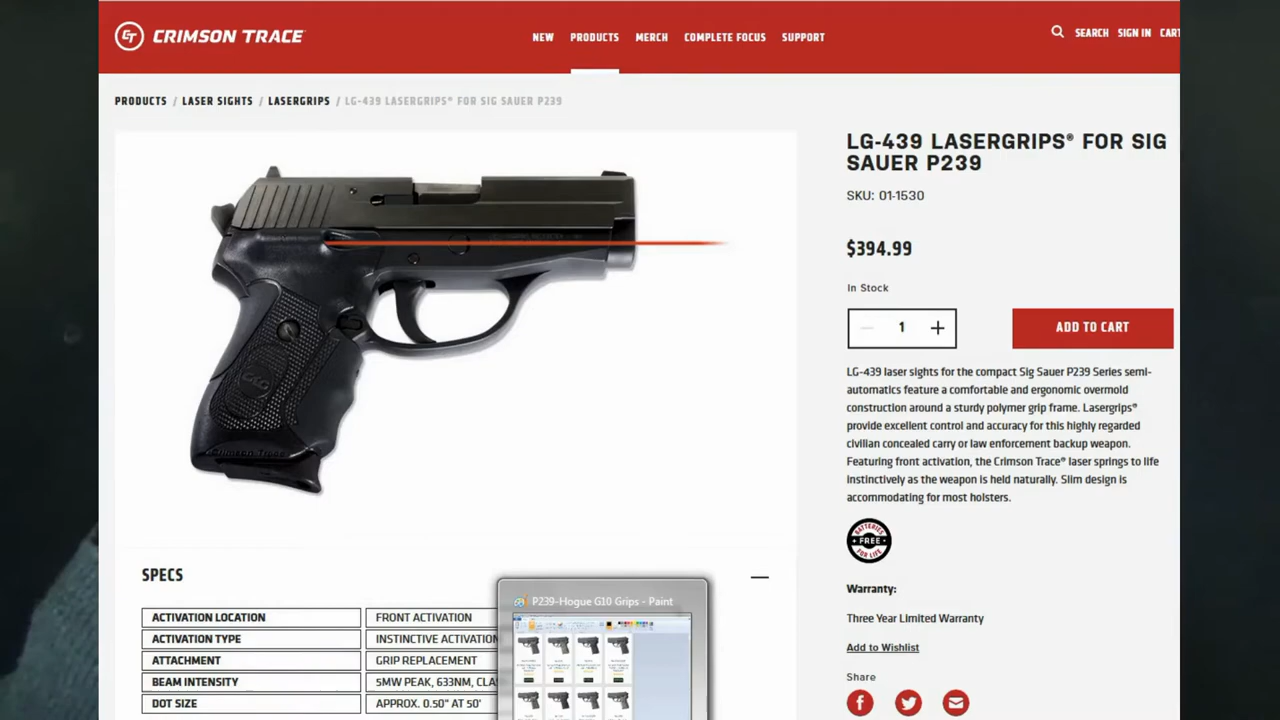 CT CRIMSON TRACE
NEW PRODUCTS MERCH COMPLETE FOCUS SUPPORT
SEARCH SIGN IN CART
PRODUCTS / LASER SIGHTS / LASERGRIPS / LG-439 LASERGRIPS® FOR SIG SAUER P239
LG-439 LASERGRIPS® FOR SIG
SAUER P239
SKU: 01-1530
$394.99
In Stock
1
ADD TO CART
LG-439 laser sights for the compact Sig Sauer P239 Series semi-
automatics feature a comfortable and ergonomic overmold
construction around a sturdy polymer grip frame. Lasergrips®
provide excellent control and accuracy for this highly regarded
civilian concealed carry or law enforcement backup weapon.
Featuring front activation, the Crimson Trace® laser springs to life
instinctively as the weapon is held naturally. Slim design is
accommodating for most holsters.
Crimson Trace
BATTERIES
FREE
FOR LIFE
Warranty:
Three Year Limited Warranty
Add to Wishlist
Share
SPECS
ACTIVATION LOCATION FRONT ACTIVATION
ACTIVATION TYPE INSTINCTIVE ACTIVATION
ATTACHMENT GRIP REPLACEMENT
BEAM INTENSITY 5MW PEAK, 633NM, CLA
DOT SIZE APPROX. 0.50" AT 50'
P239-Hogue G10 Grips - Paint